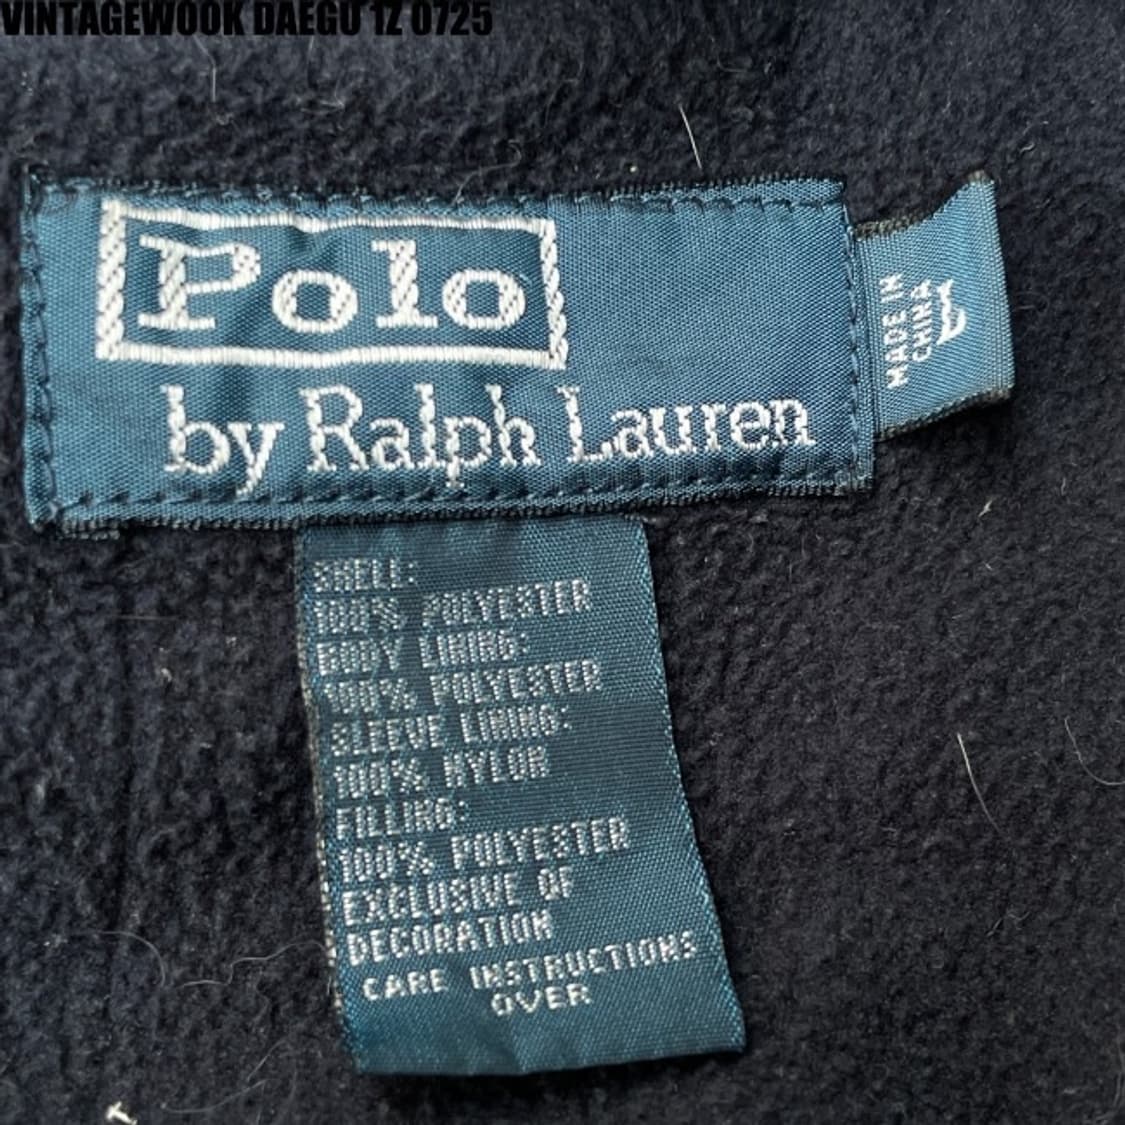 VINTAGEWOOK DAEGU 1Z 0725
Polo
by Ralph Lauren
MADE IN
CHINA
L
SHELL:
100% POLYESTER
BODY LINING:
100% POLYESTER
SLEEVE LINING:
100% NYLON
FILLING:
100% POLYESTER
EXCLUSIVE OF
DECORATION
CARE INSTRUCTIONS
OVER